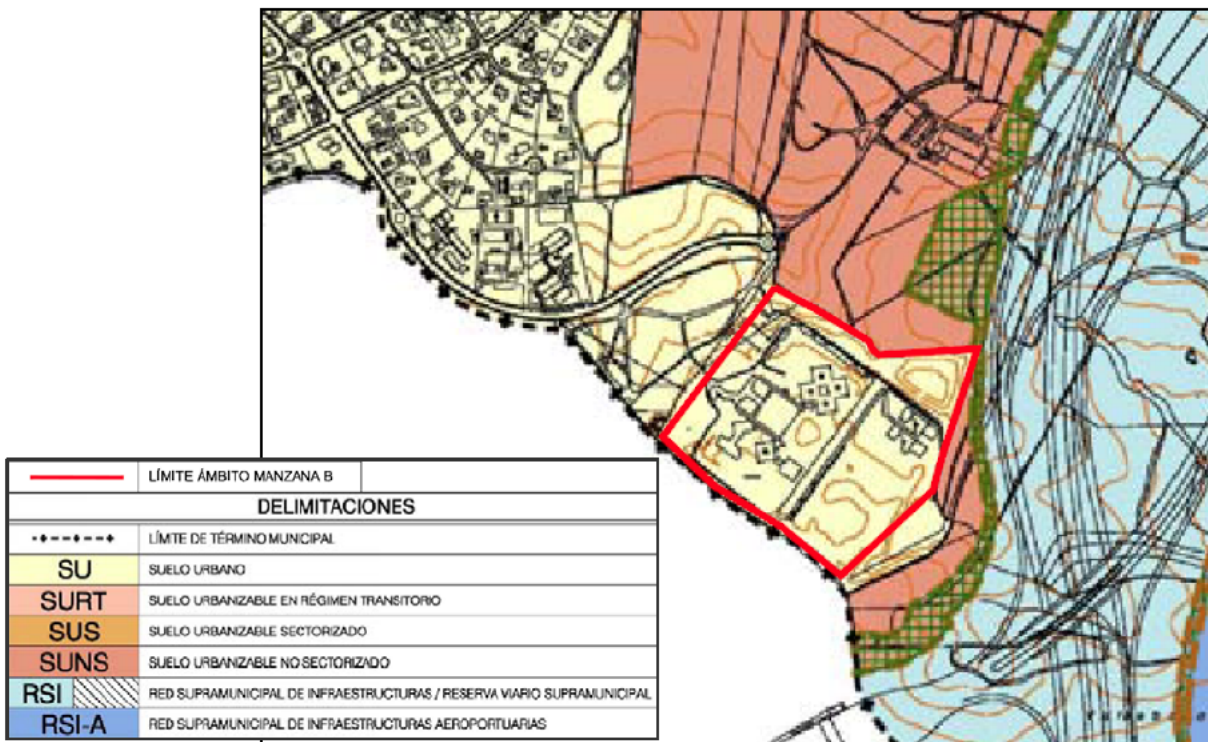 LÍMITE ÁMBITO MANZANA B
DELIMITACIONES
LÍMTE DE TÉRMINO MUNICIPAL
SU SUELO URBANO
SURT SUELO URBANIZABLE EN RÉGIMEN TRANSITORIO
SUS SUELO URBANIZABLE SECTORIZADO
SUNS SUELO URBANIZABLE NO SECTORIZADO
RSI RED SUPRAMUNICIPAL DE INFRAESTRUCTURAS / RESERVA VIARIO SUPRAMUNICIPAL
RSI-A RED SUPRAMUNICIPAL DE INFRAESTRUCTURAS AEROPORTUARIAS